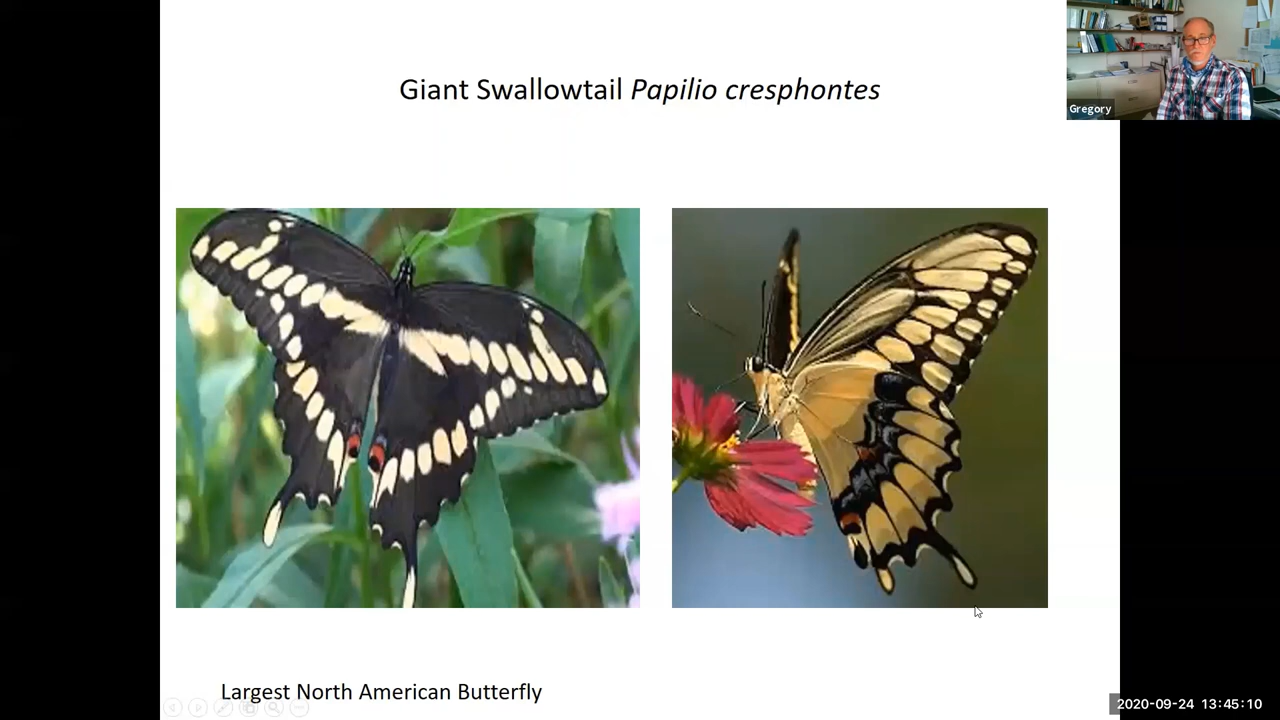 Giant Swallowtail Papilio cresphontes
Gregory
Largest North American Butterfly
2020-09-24 13:45:10